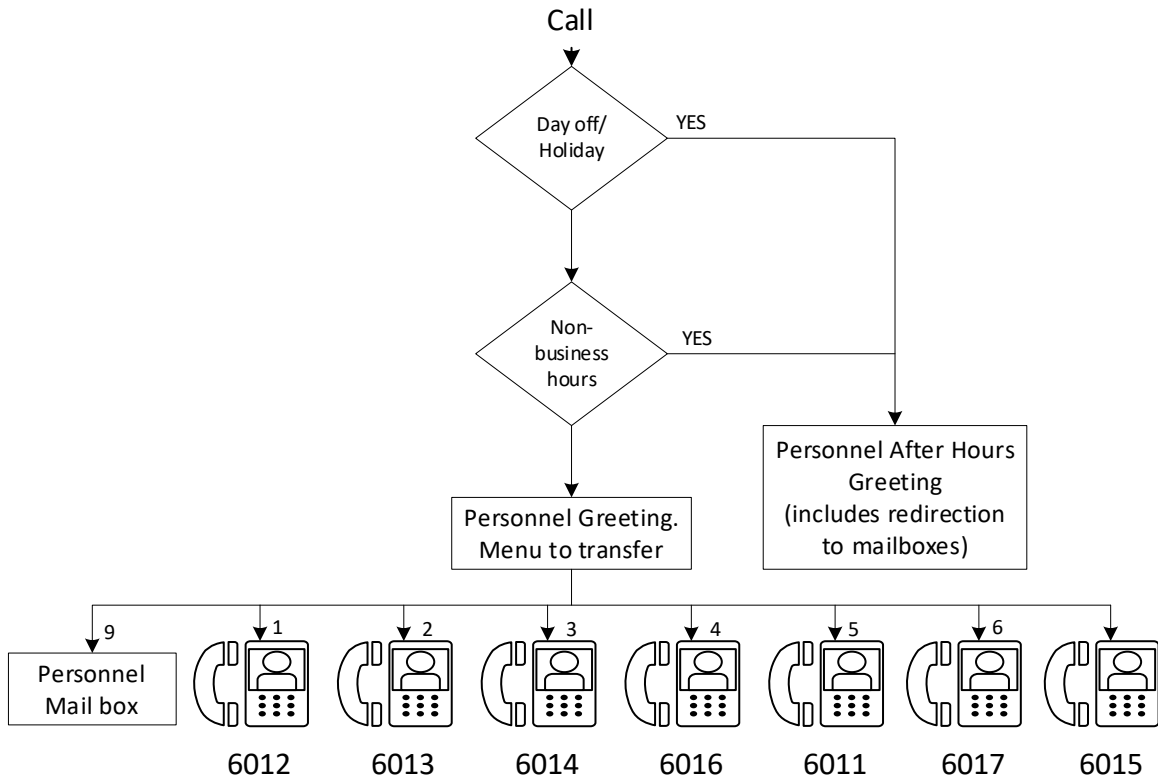 Call
Day off/
Holiday
YES
Non-
business
hours
YES
Personnel After Hours
Greeting
(includes redirection
to mailboxes)
Personnel Greeting.
Menu to transfer
9
1
2
3
4
5
6
Personnel
Mail box
6012
6013
6014
6016
6011
6017
6015